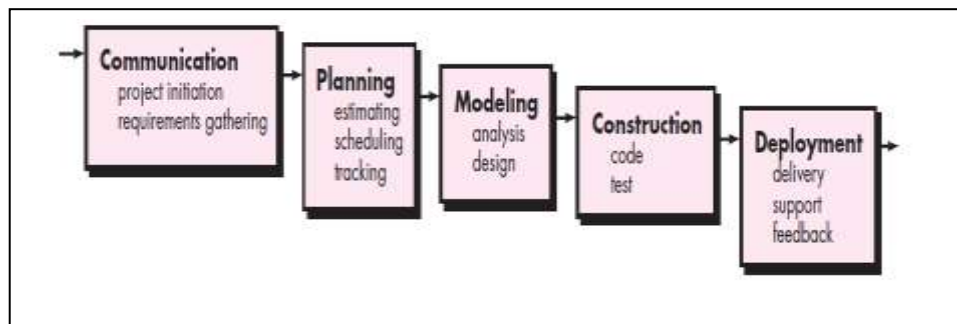 Communication
project initiation
requirements gathering
Planning
estimating
scheduling
tracking
Modeling
analysis
design
Construction
code
test
Deployment
delivery
support
feedback